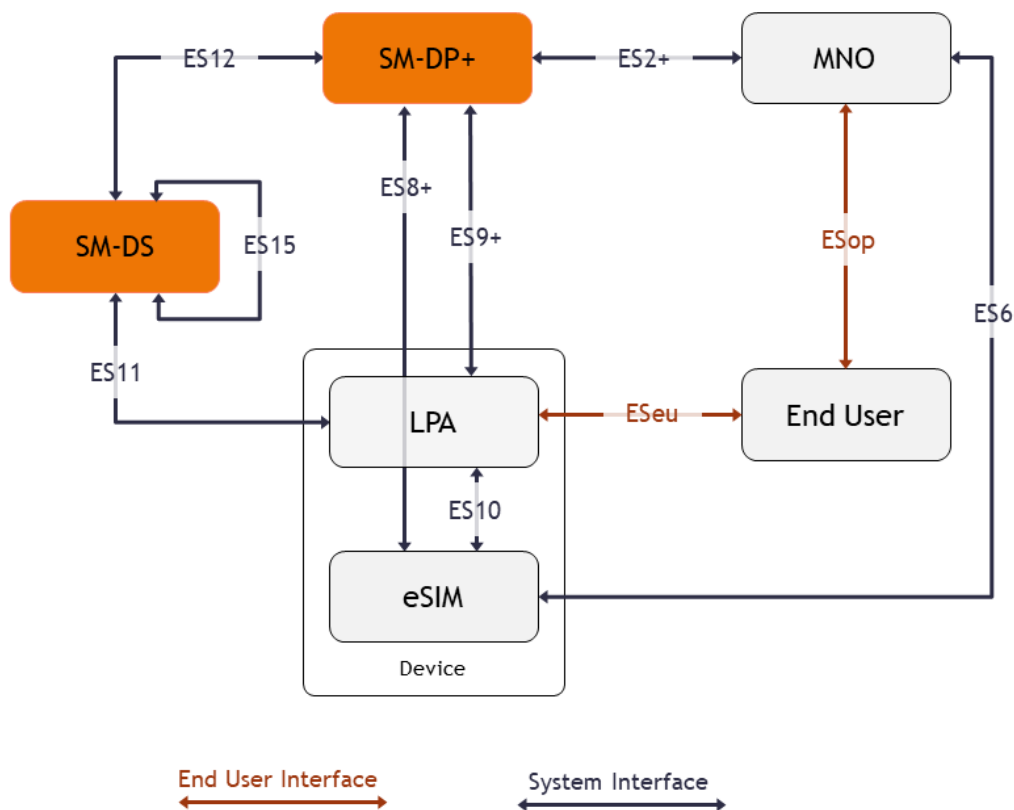 ES12
SM-DP+
ES2+
MNO
ES8+
ES9+
SM-DS
ES15
ESop
ES6
ES11
LPA
ESeu
End User
ES10
eSIM
Device
End User Interface
System Interface